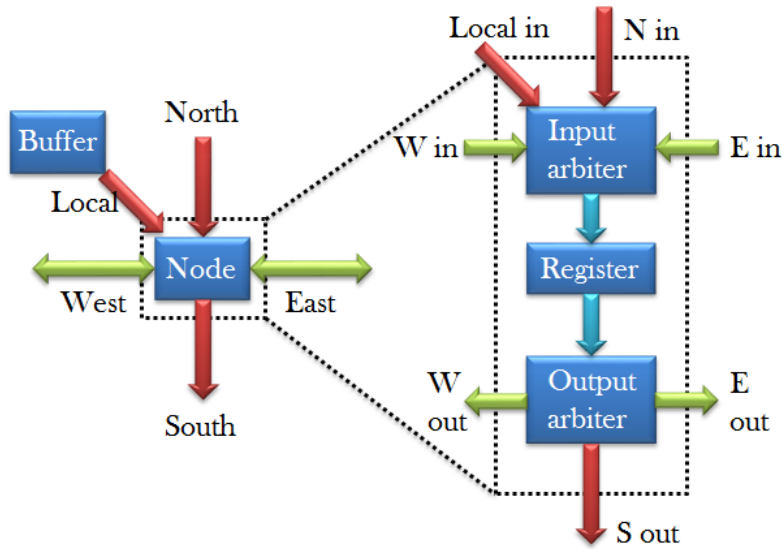 Buffer
North
Local
Node
West
East
South
Local in
N in
W in
Input
arbiter
E in
Register
W
out
Output
arbiter
E
out
S out